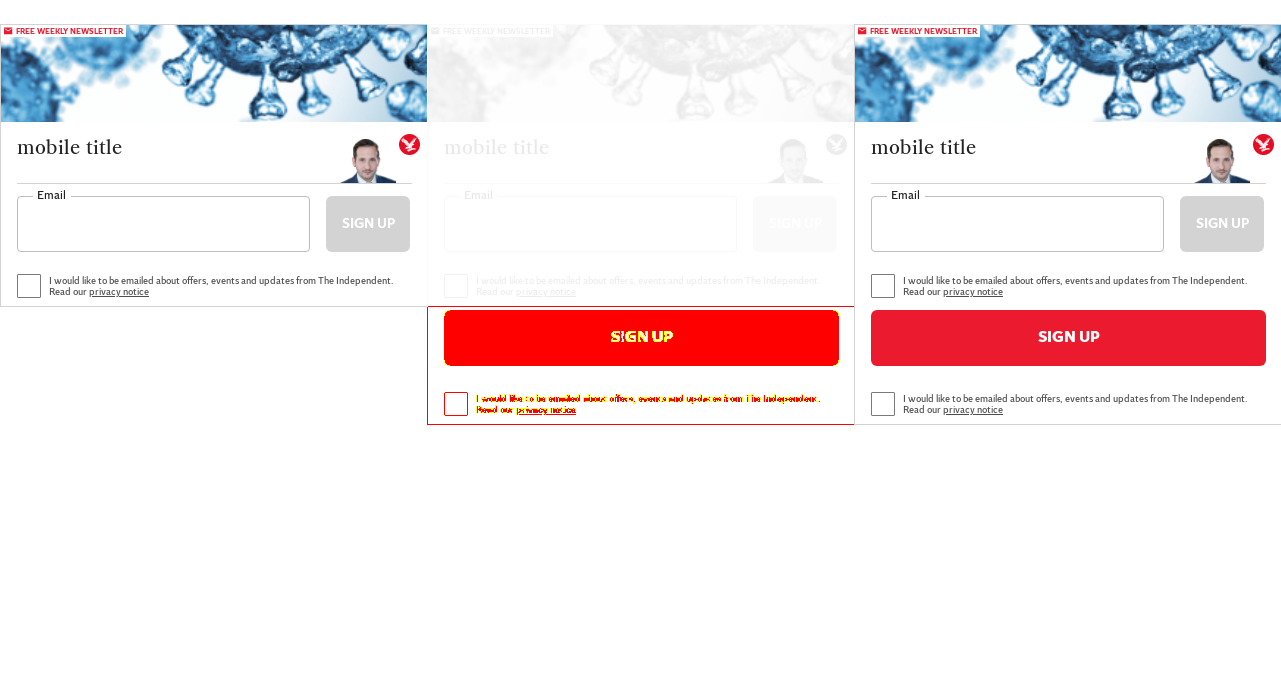 FREE WEEKLY NEWSLETTER
mobile title
Email
SIGN UP
I would like to be emailed about offers, events and updates from The Independent.
Read our privacy notice
FREE WEEKLY NEWSLETTER
mobile title
Email
SIGN UP
I would like to be emailed about offers, events and updates from The Independent.
Read our privacy notice
SIGN UP
I would like to be emailed about offers, events and updates from The Independent.
Read our privacy notice
FREE WEEKLY NEWSLETTER
mobile title
Email
SIGN UP
I would like to be emailed about offers, events and updates from The Independent.
Read our privacy notice
SIGN UP
I would like to be emailed about offers, events and updates from The Independent.
Read our privacy notice